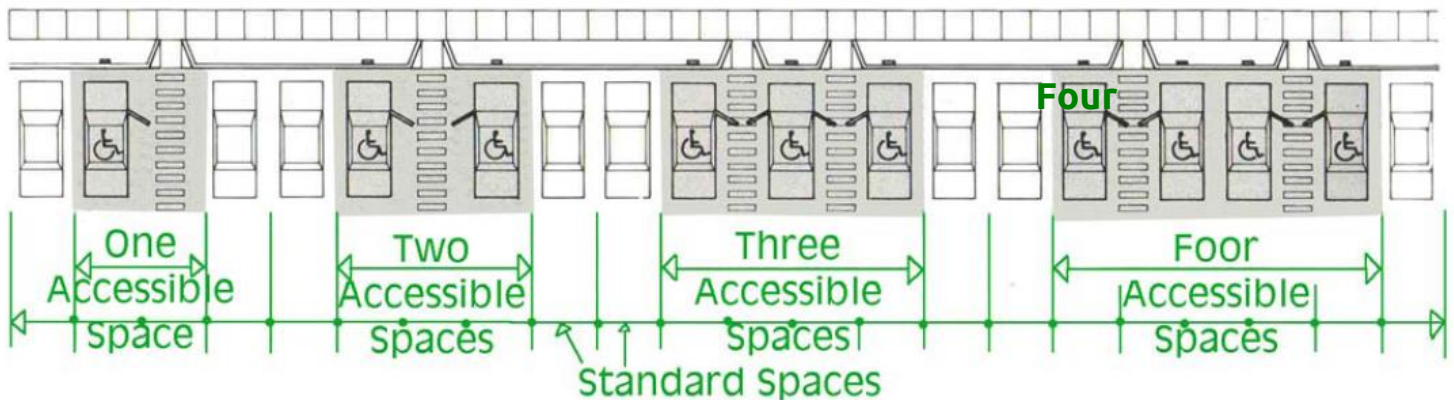 Four
One
Accessible
Space
Two
Accessible
Spaces
Three
Accessible
Spaces
Foor
Accessible
Spaces
Standard Spaces